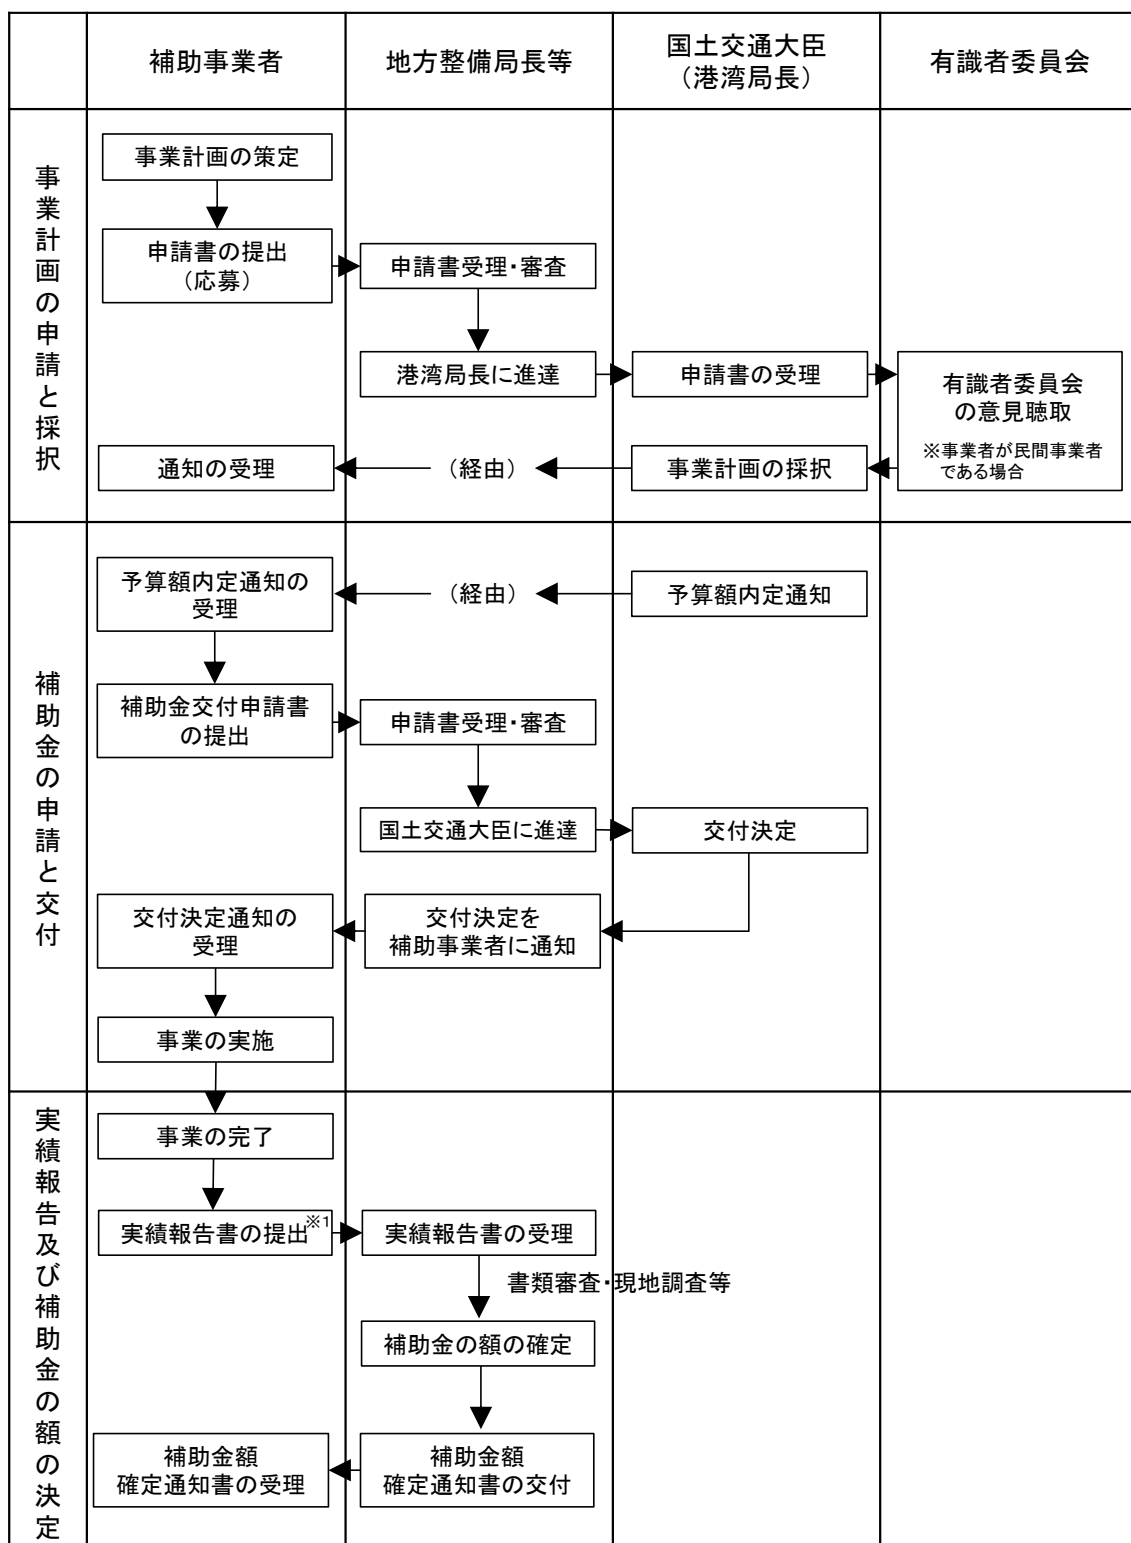 補助事業者
地方整備局長等
国土交通大臣
（港湾局長）
有識者委員会
事業計画の申請と採択
事業計画の策定
申請書の提出
（応募）
申請書受理・審査
港湾局長に進達
申請書の受理
有識者委員会
の意見聴取
※事業者が民間事業者
である場合
通知の受理
（経由）
事業計画の採択
補助金の申請と交付
予算額内定通知の
受理
（経由）
予算額内定通知
補助金交付申請書
の提出
申請書受理・審査
国土交通大臣に進達
交付決定
交付決定通知の
受理
交付決定を
補助事業者に通知
事業の実施
実績報告及び補助金の額の決定
事業の完了
実績報告書の提出※1
実績報告書の受理
書類審査・現地調査等
補助金の額の確定
補助金額
確定通知書の受理
補助金額
確定通知書の交付